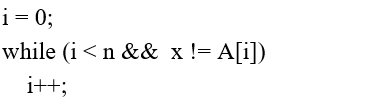 i = 0;
while (i < n &&  x != A[i])
    i++;